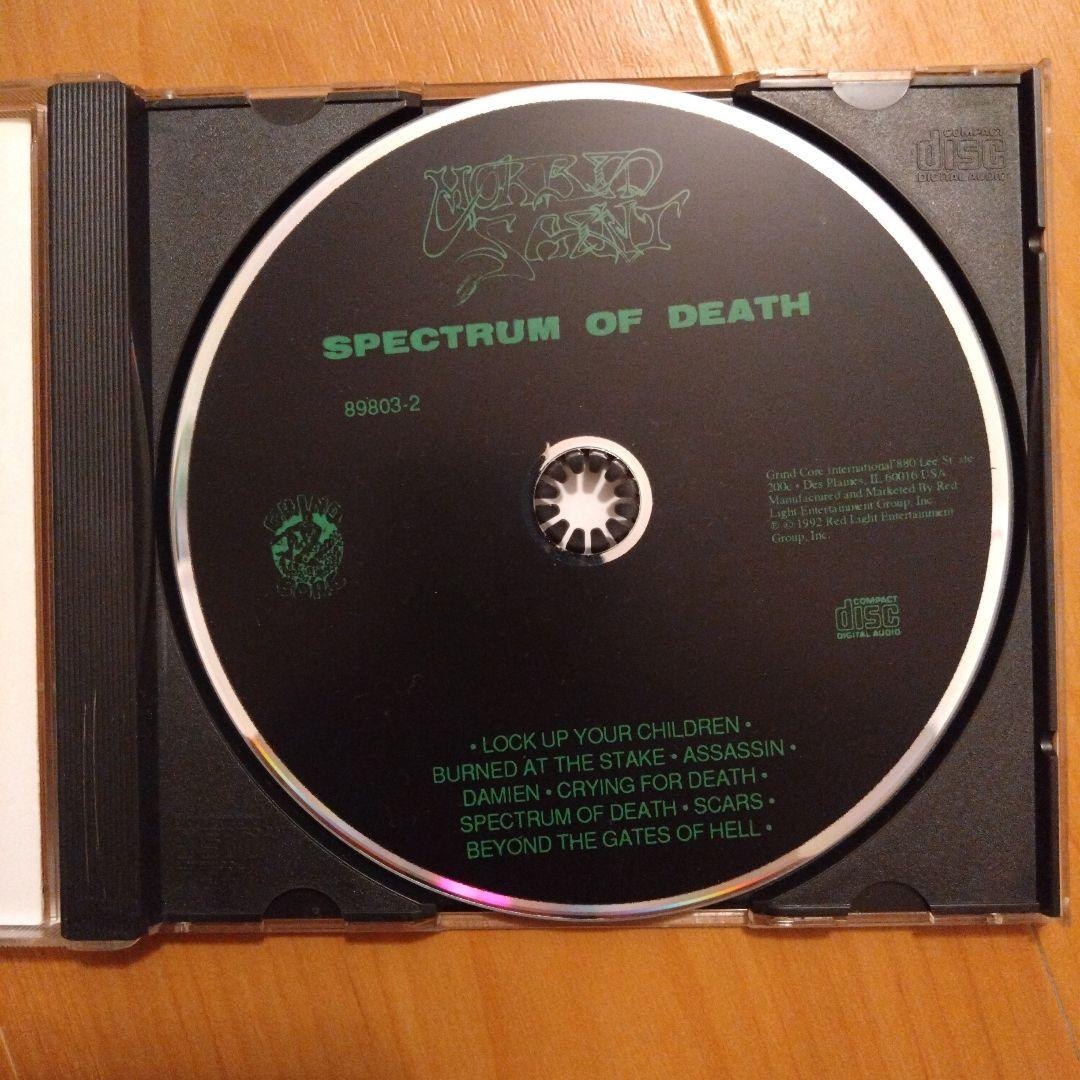 COMPACT
disc
DIGITAL AUDIO
MORBID
SAINT
SPECTRUM OF DEATH
89803-2
Grind Core International 880 Lee St. ste
200c • Des Plaines, IL 60016 USA
Manufactured and Marketed By Red
Light Entertainment Group, Inc.
℗ © 1992 Red Light Entertainment
Group, Inc.
GRIND
CORE
COMPACT
disc
DIGITAL AUDIO
• LOCK UP YOUR CHILDREN •
BURNED AT THE STAKE • ASSASSIN •
DAMIEN • CRYING FOR DEATH •
SPECTRUM OF DEATH • SCARS •
BEYOND THE GATES OF HELL •